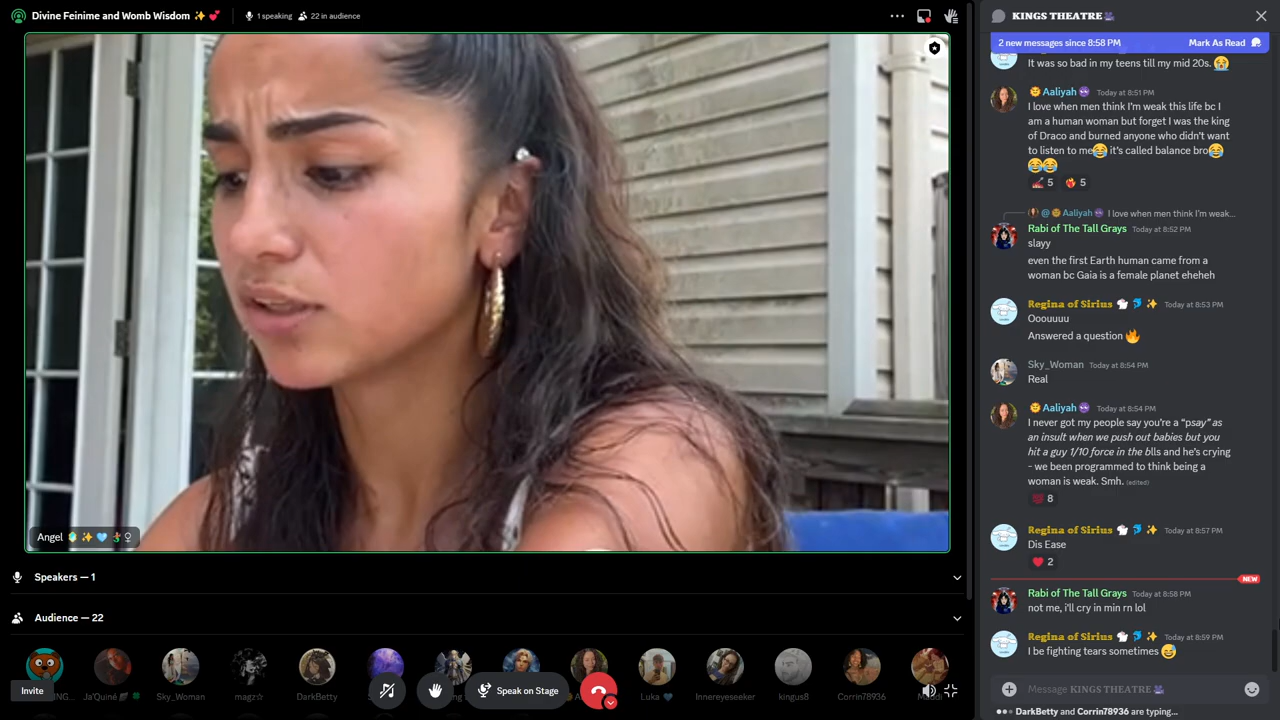 Divine Feinime and Womb Wisdom ✨ 💕
1 speaking 22 in audience
Angel
Speakers — 1
Audience — 22
Ja'Quiné
Sky_Woman
magz☆
DarkBetty
Luka
Innereyeseeker
kingus8
Corrin78936
Invite
Speak on Stage
KINGS THEATRE
2 new messages since 8:58 PM Mark As Read
It was so bad in my teens till my mid 20s. 😭
Aaliyah Today at 8:51 PM
I love when men think I'm weak this life bc I
am a human woman but forget I was the king
of Draco and burned anyone who didn't want
to listen to me😂 it's called balance bro😂
😂😂
5 5
@ Aaliyah I love when men think I'm weak...
Rabi of The Tall Grays Today at 8:52 PM
slayy
even the first Earth human came from a
woman bc Gaia is a female planet eheheh
Regina of Sirius Today at 8:53 PM
Ooouuuu
Answered a question 🔥
Sky_Woman Today at 8:54 PM
Real
Aaliyah Today at 8:54 PM
I never got my people say you're a "psay" as
an insult when we push out babies but you
hit a guy 1/10 force in the blls and he's crying
- we been programmed to think being a
woman is weak. Smh. (edited)
💯 8
Regina of Sirius Today at 8:57 PM
Dis Ease
❤️ 2
NEW
Rabi of The Tall Grays Today at 8:58 PM
not me, i'll cry in min rn lol
Regina of Sirius Today at 8:59 PM
I be fighting tears sometimes 😅
Message KINGS THEATRE
DarkBetty and Corrin78936 are typing...